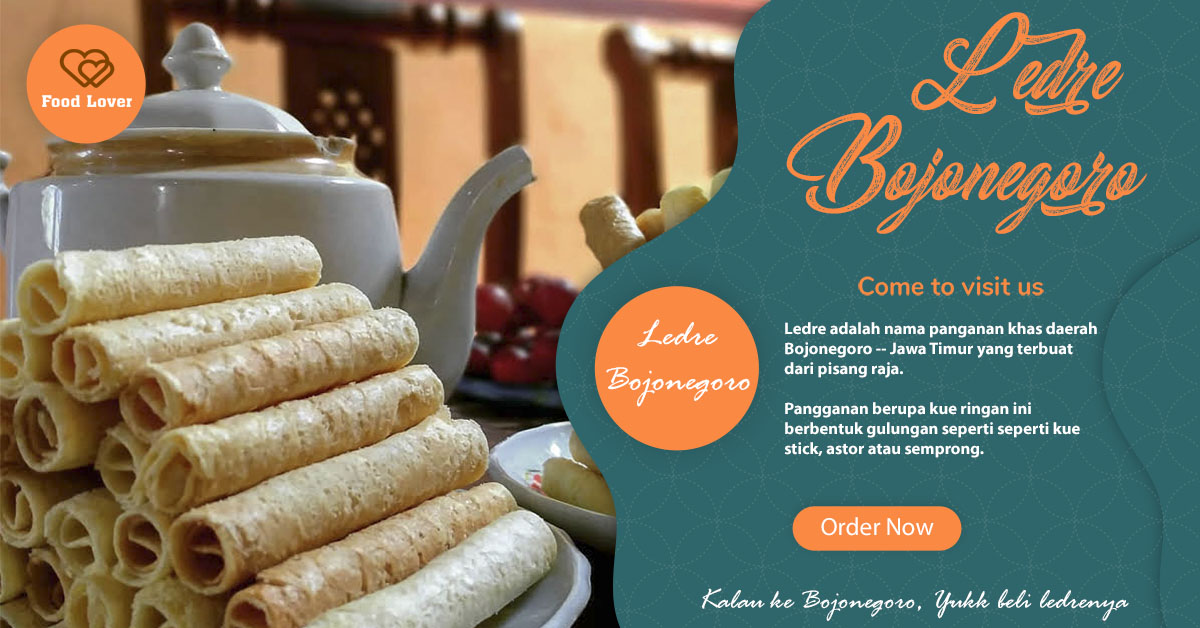 Food Lover
Ledre
Bojonegoro
Ledre
Bojonegoro
Come to visit us
Ledre adalah nama panganan khas daerah
Bojonegoro -- Jawa Timur yang terbuat
dari pisang raja.
Pangganan berupa kue ringan ini
berbentuk gulungan seperti seperti kue
stick, astor atau semprong.
Order Now
Kalau ke Bojonegoro, Yukk beli ledrenya